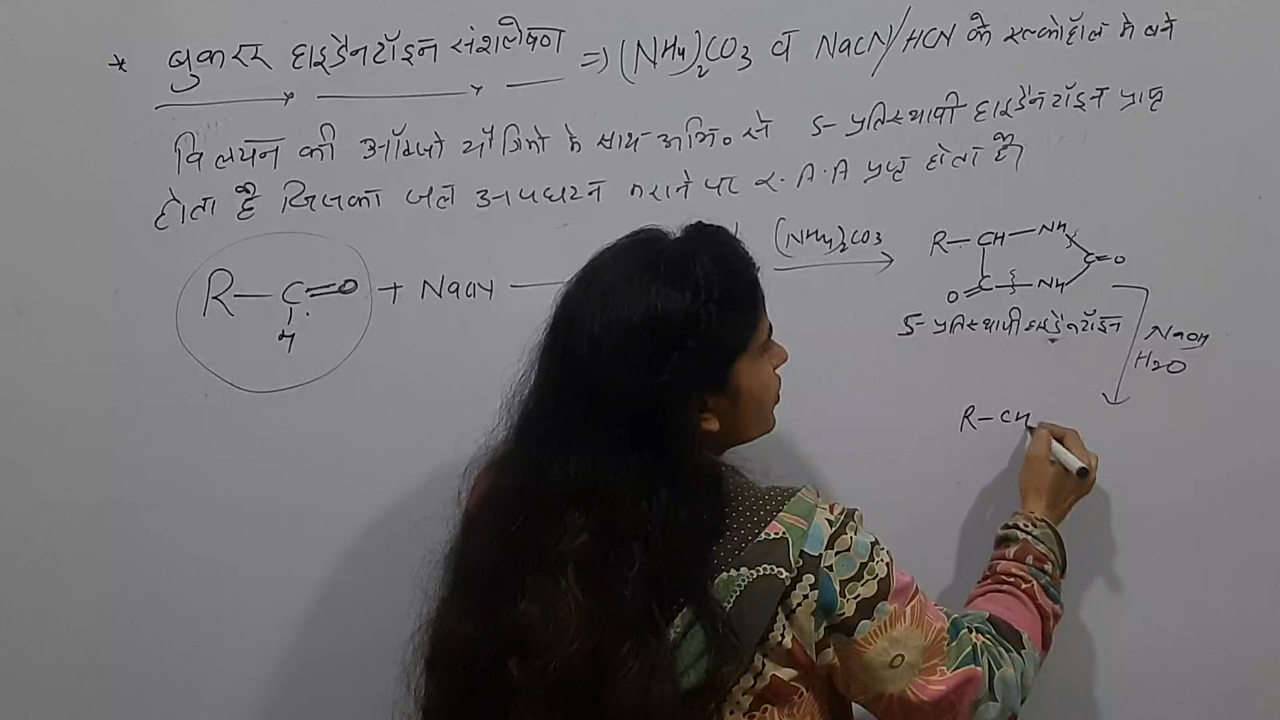 * बुकरर हाइडेनटॉइन संश्लेषण => (NH4)2CO3 व NaCN/HCN के एल्कोहॉल मे बने
विलयन की ऑक्सो यौगिको के साथ अभि० से 5-प्रतिस्थापी हाइडेनटॉइन प्राप्त
होता है जिसका जल अपघटन कराने पर α.A.A प्राप्त होता है।
(NH4)2CO3
R-CH-NH
C=O
O=C-NH
5-प्रतिस्थापी हाइडेनटॉइन
R-C=O + NaCN
H
NaOH
H2O
R-CH